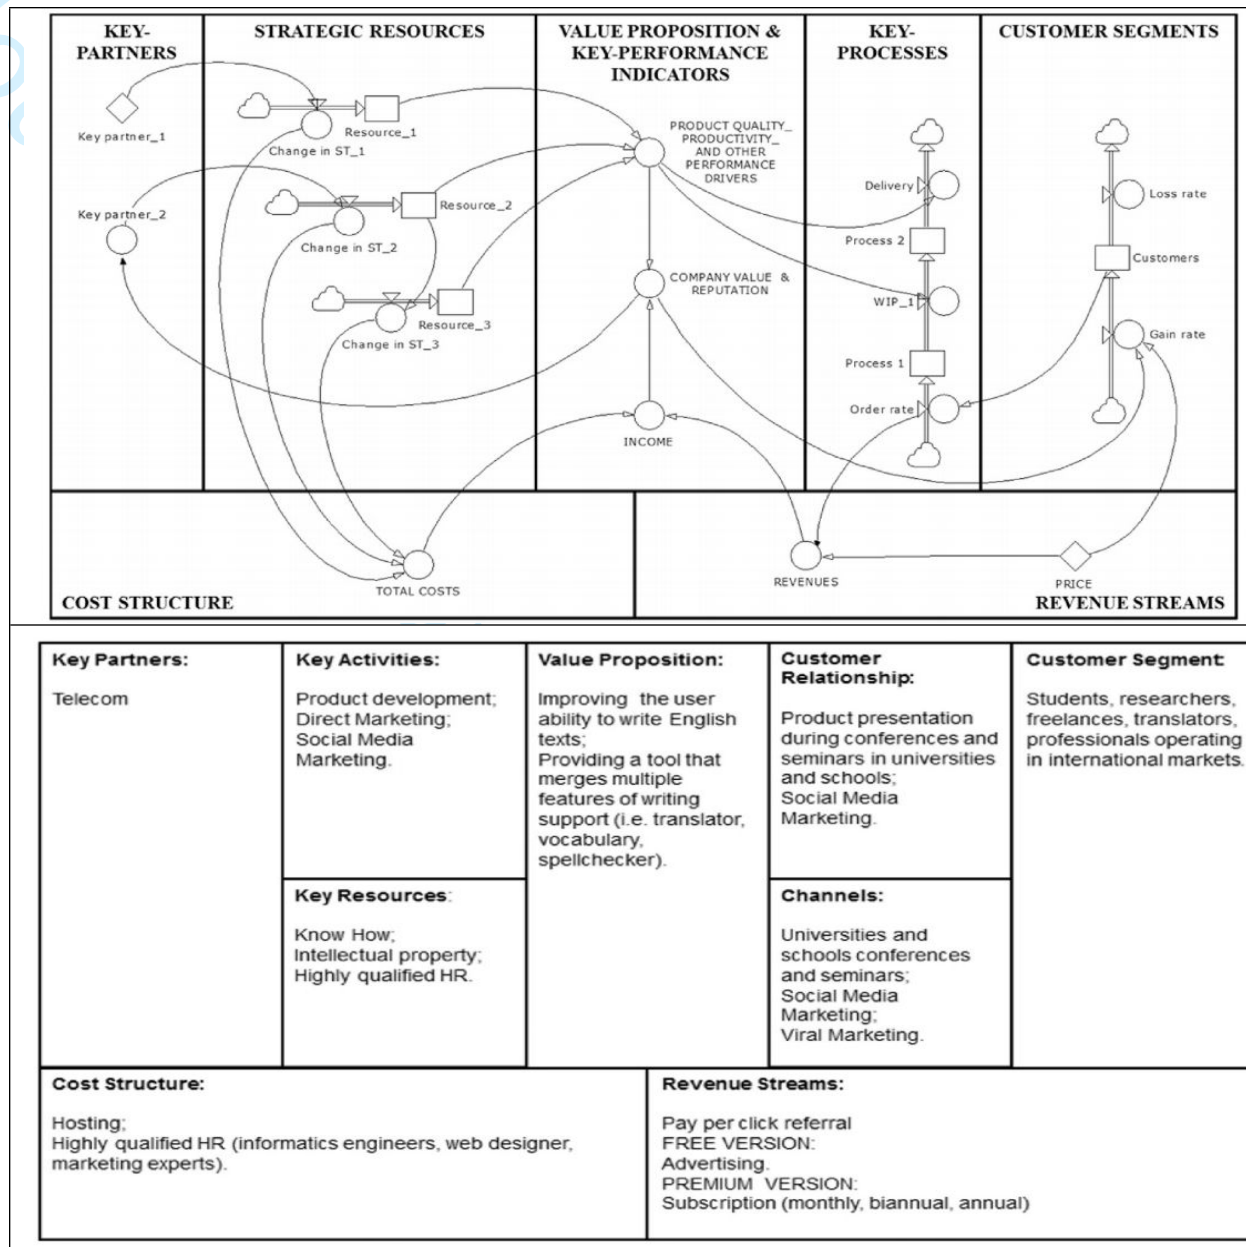 KEY-
PARTNERS
STRATEGIC RESOURCES
VALUE PROPOSITION &
KEY-PERFORMANCE
INDICATORS
KEY-
PROCESSES
CUSTOMER SEGMENTS
Key partner_1
Resource_1
Change in ST_1
Key partner_2
Resource_2
Change in ST_2
Resource_3
Change in ST_3
PRODUCT QUALITY_
PRODUCTIVITY_
AND OTHER
PERFORMANCE
DRIVERS
COMPANY VALUE &
REPUTATION
INCOME
Delivery
Process 2
WIP_1
Process 1
Order rate
Loss rate
Customers
Gain rate
TOTAL COSTS
COST STRUCTURE
REVENUES
PRICE
REVENUE STREAMS
Key Partners:
Telecom
Key Activities:
Product development;
Direct Marketing;
Social Media
Marketing.
Key Resources:
Know How;
Intellectual property;
Highly qualified HR.
Value Proposition:
Improving the user
ability to write English
texts;
Providing a tool that
merges multiple
features of writing
support (i.e. translator,
vocabulary,
spellchecker).
Customer
Relationship:
Product presentation
during conferences and
seminars in universities
and schools;
Social Media
Marketing.
Channels:
Universities and
schools conferences
and seminars;
Social Media
Marketing;
Viral Marketing.
Customer Segment:
Students, researchers,
freelances, translators,
professionals operating
in international markets.
Cost Structure:
Hosting;
Highly qualified HR (informatics engineers, web designer,
marketing experts).
Revenue Streams:
Pay per click referral
FREE VERSION:
Advertising.
PREMIUM VERSION:
Subscription (monthly, biannual, annual)